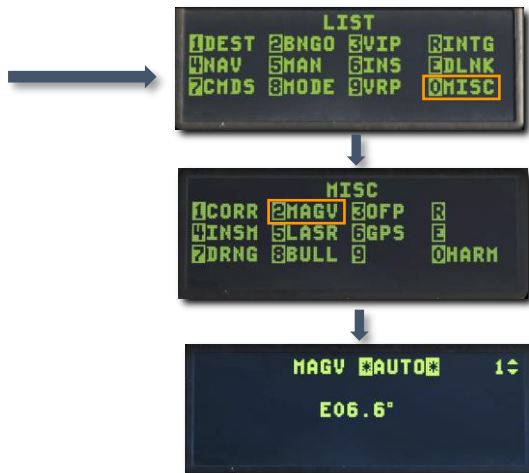 LIST
1DEST 2BNGO 3VIP RINTG
4NAV 5MAN 6INS EDLNK
7CMDS 8MODE 9VRP 0MISC
MISC
1CORR 2MAGV 3OFP R
4INSM 5LASR 6GPS E
7DRNG 8BULL 9 0HARM
MAGV *AUTO* 1
E06.6°